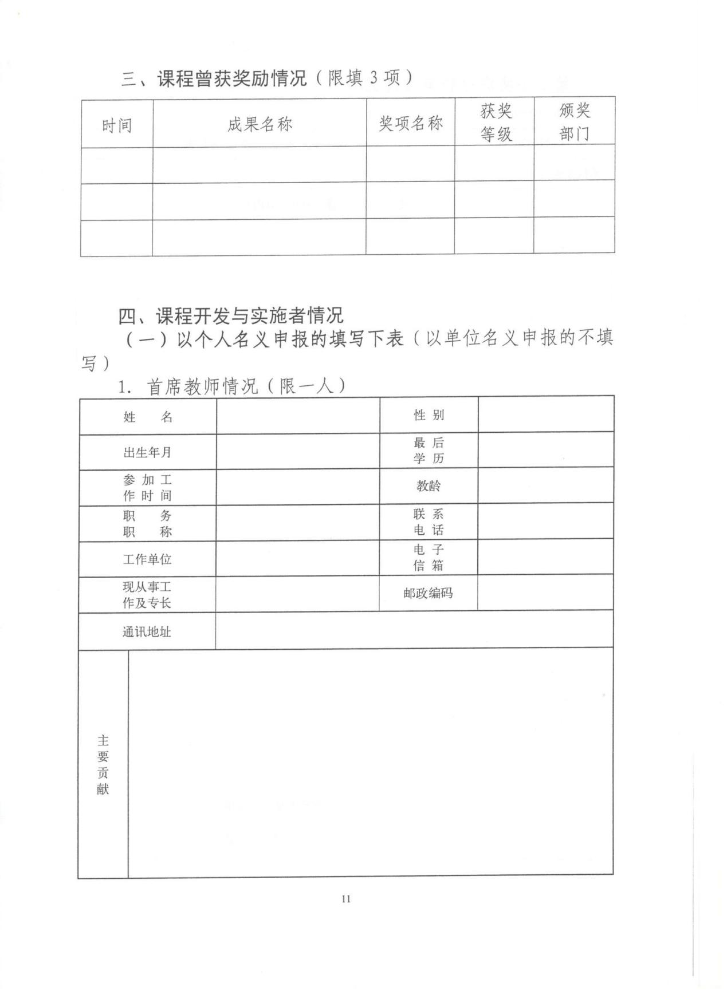 三、课程曾获奖励情况（限填3项）
时间 成果名称 奖项名称 获奖 颁奖
等级 部门
四、课程开发与实施者情况
（一）以个人名义申报的填写下表（以单位名义申报的不填
写）
1. 首席教师情况（限一人）
姓 名 性 别
出生年月 最 后
学 历
参 加 工
作 时 间 教龄
职 务 联 系
职 称 电 话
工作单位 电 子
信 箱
现从事工
作及专长 邮政编码
通讯地址
主
要
贡
献
11